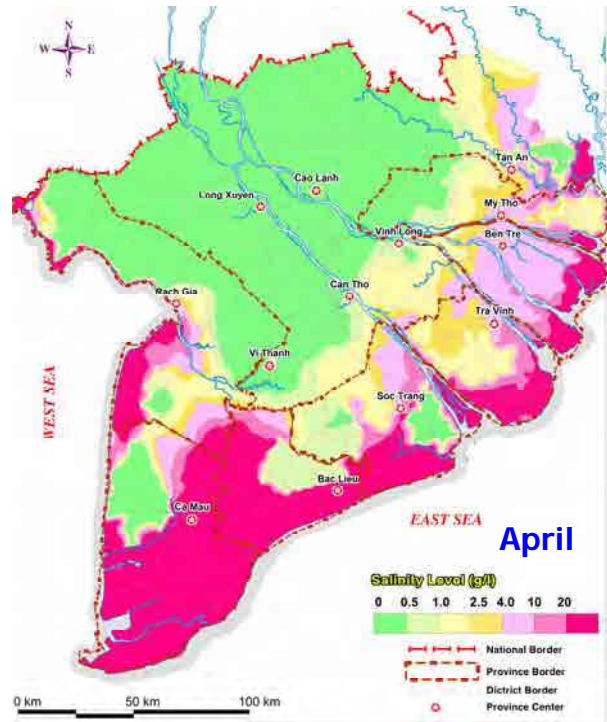 N
W E
S
Tan An
Cao Lanh
Long Xuyen
My Tho
Ben Tre
Vinh Long
Can Tho
Rach Gia
Tra Vinh
Vi Thanh
WEST SEA
Soc Trang
Bac Lieu
Ca Mau
EAST SEA
April
Salinity Level (g/l)
0 0.5 1.0 2.5 4.0 10 20
National Border
Province Border
Dictrict Border
Province Center
0 km 50 km 100 km